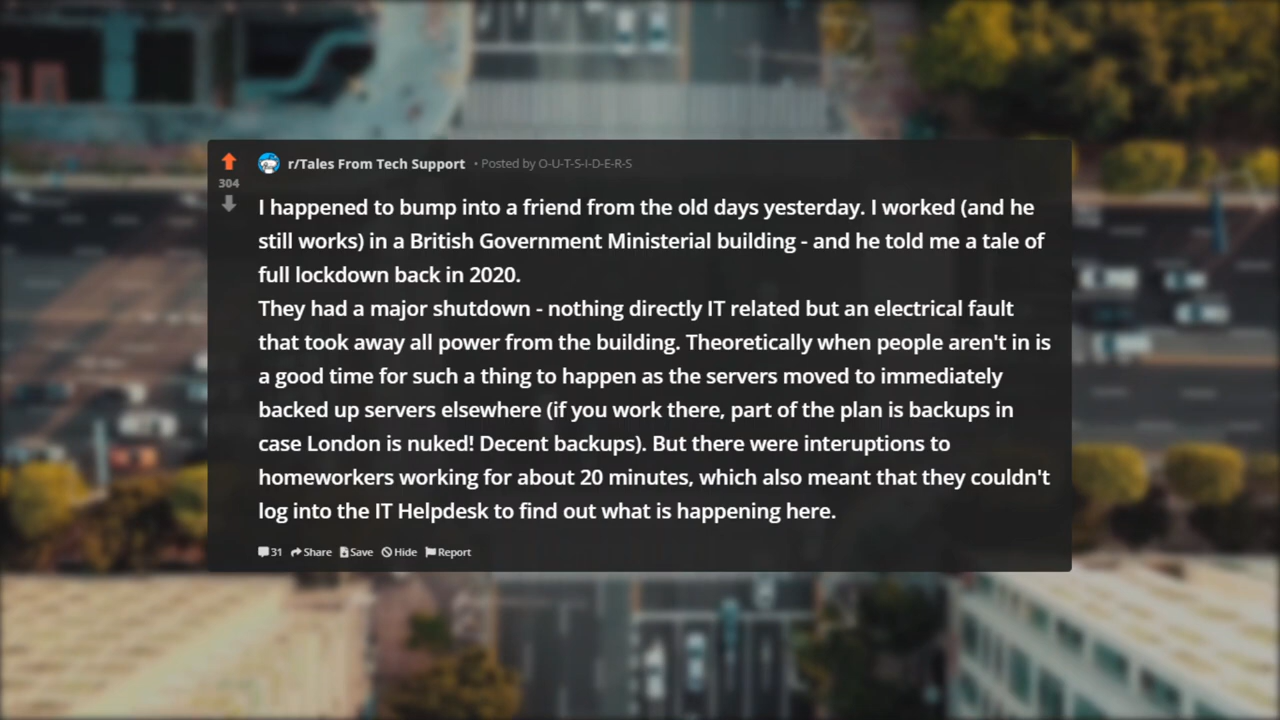 r/Tales From Tech Support • Posted by O-U-T-S-I-D-E-R-S
304
I happened to bump into a friend from the old days yesterday. I worked (and he
still works) in a British Government Ministerial building - and he told me a tale of
full lockdown back in 2020.
They had a major shutdown - nothing directly IT related but an electrical fault
that took away all power from the building. Theoretically when people aren't in is
a good time for such a thing to happen as the servers moved to immediately
backed up servers elsewhere (if you work there, part of the plan is backups in
case London is nuked! Decent backups). But there were interuptions to
homeworkers working for about 20 minutes, which also meant that they couldn't
log into the IT Helpdesk to find out what is happening here.
31 Share Save Hide Report